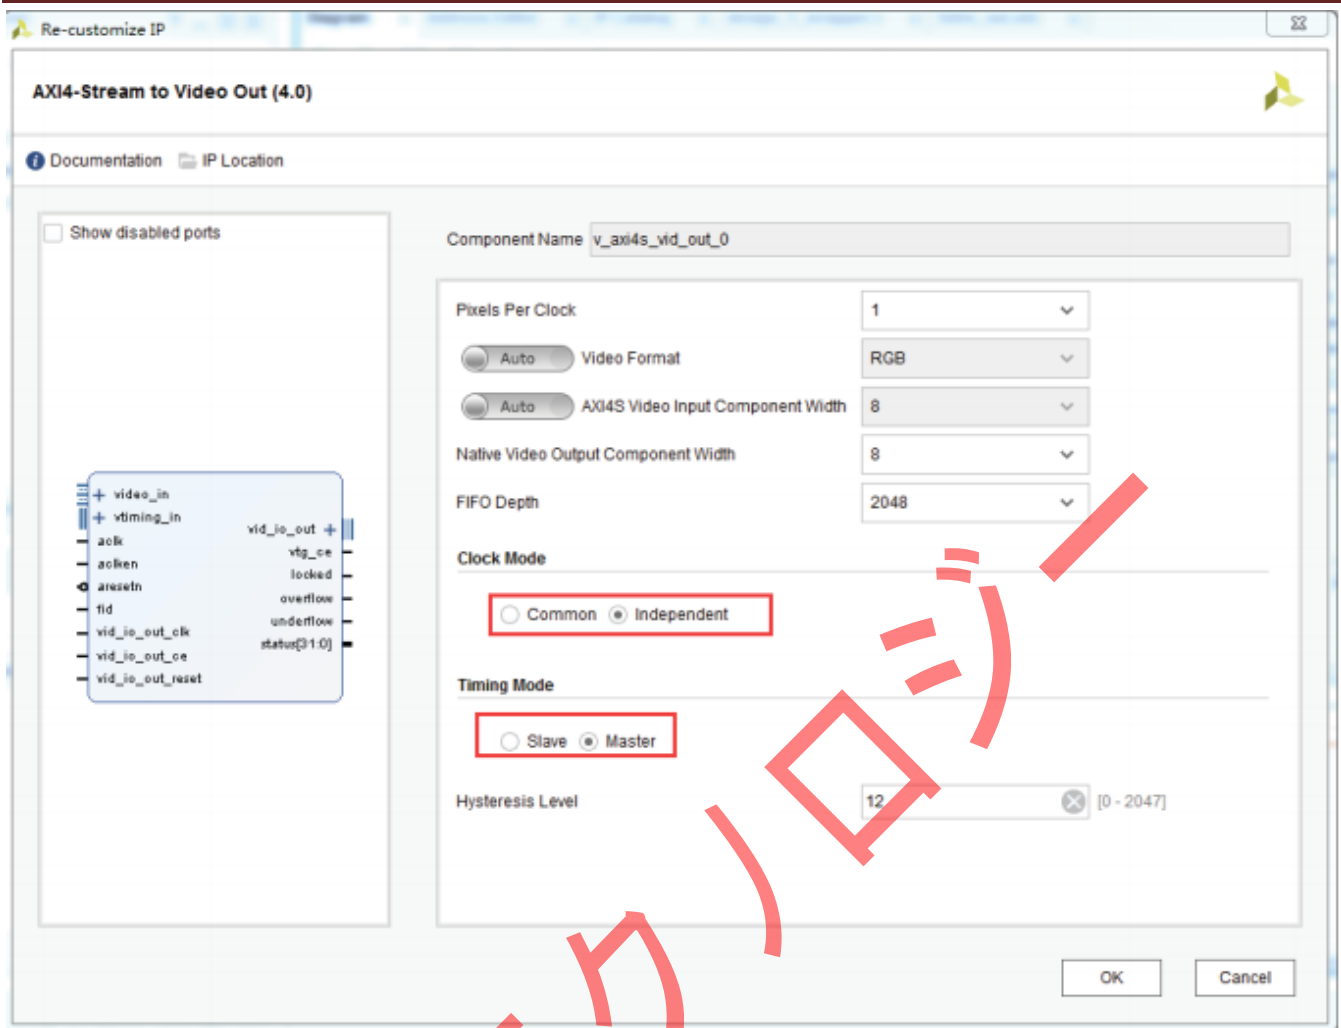 Re-customize IP
AXI4-Stream to Video Out (4.0)
Documentation IP Location
Show disabled ports
Component Name v_axi4s_vid_out_0
Pixels Per Clock 1
Auto Video Format RGB
Auto AXI4S Video Input Component Width 8
Native Video Output Component Width 8
FIFO Depth 2048
Clock Mode
Common Independent
Timing Mode
Slave Master
Hysteresis Level 12 [0 - 2047]
video_in
vtiming_in
aclk
aclken
aresetn
fid
vid_io_out_clk
vid_io_out_ce
vid_io_out_reset
vid_io_out
vtg_ce
locked
overflow
underflow
status[31:0]
OK Cancel
クノロジー